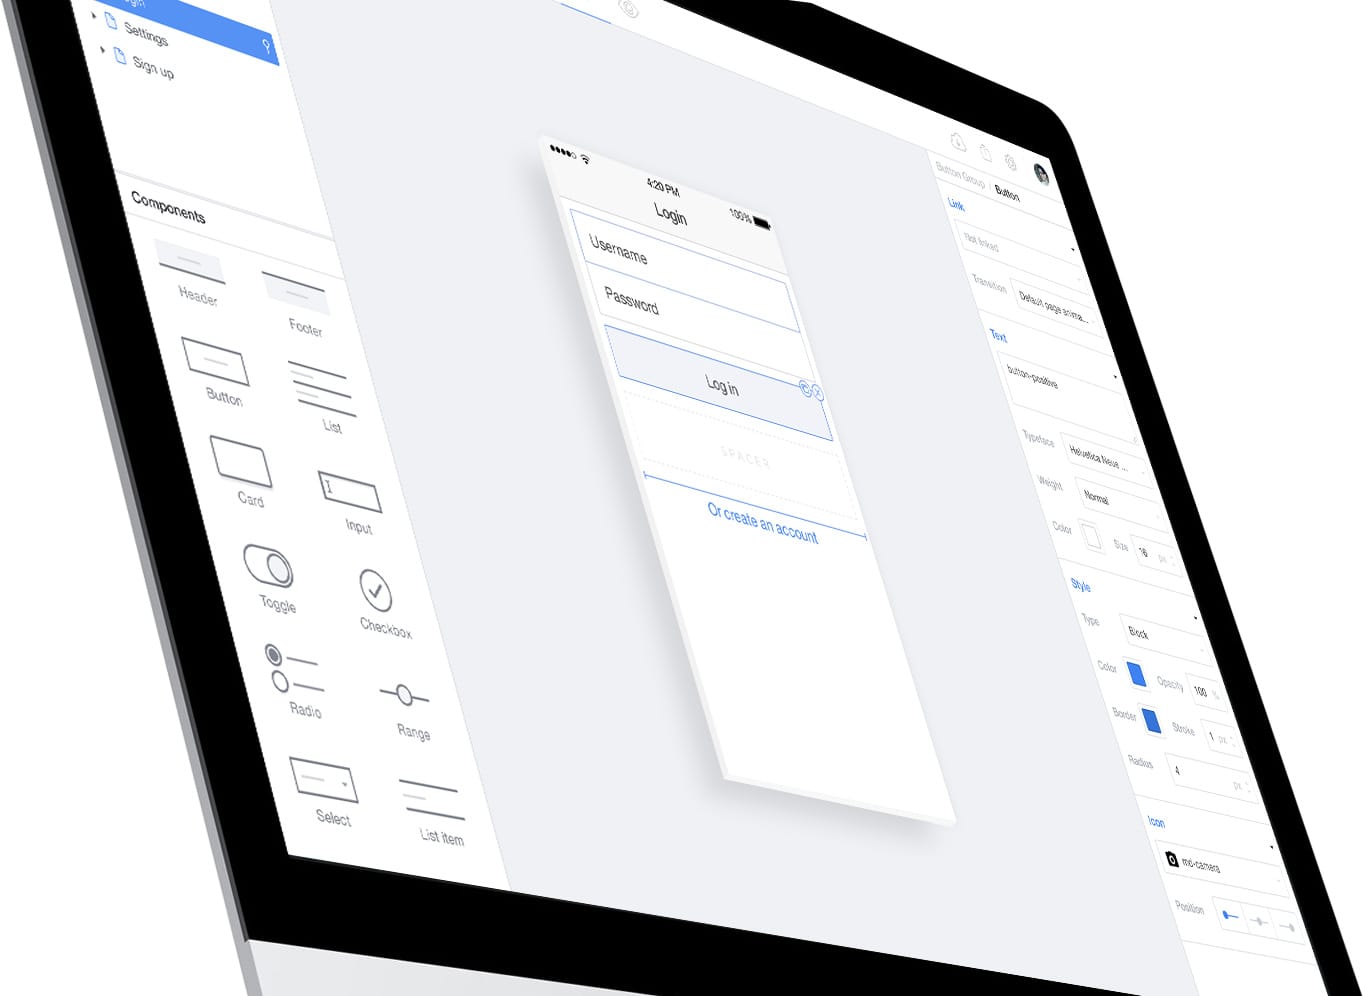 Settings
Sign up
Components
Header
Footer
Button
List
Card
Input
Toggle
Checkbox
Radio
Range
Select
List item
4:20 PM
100%
Login
Username
Password
Log in
SPACER
Or create an account
Button Group / Button
Link
Not linked
Transition Default page anima...
Text
button-positive
Typeface Helvetica Neue ...
Weight Normal
Color Size 16 px
Style
Type Block
Color Opacity 100 %
Border Stroke 1 px
Radius 4 px
Icon
md-camera
Position